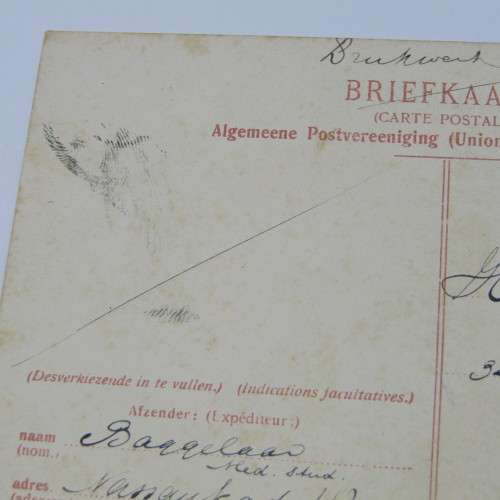 Drukwerk
BRIEFKAA
(CARTE POSTAL
Algemeene Postvereeniging (Union
(Desverkiezende in te vullen.) (Indications facultatives.)
Afzender: (Expéditeur:)
naam Baggelaar
(nom.)
Med. Stud.
adres